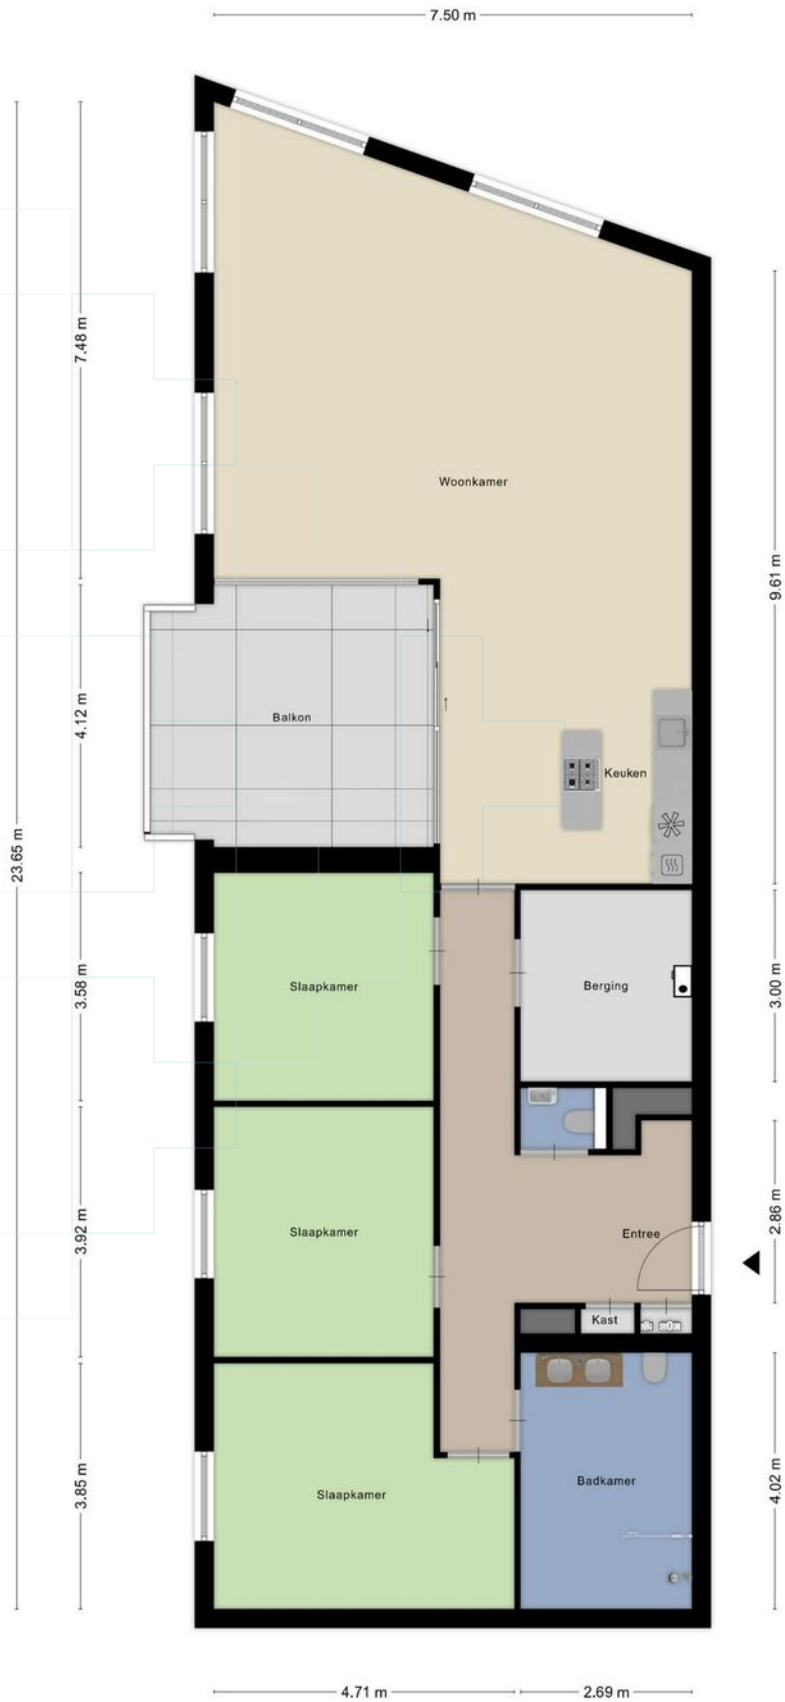 7.50 m
7.48 m
Woonkamer
9.61 m
4.12 m
Balkon
Keuken
23.65 m
3.58 m
Slaapkamer
Berging
3.00 m
3.92 m
Slaapkamer
Entree
2.86 m
Kast
3.85 m
Slaapkamer
Badkamer
4.02 m
4.71 m
2.69 m